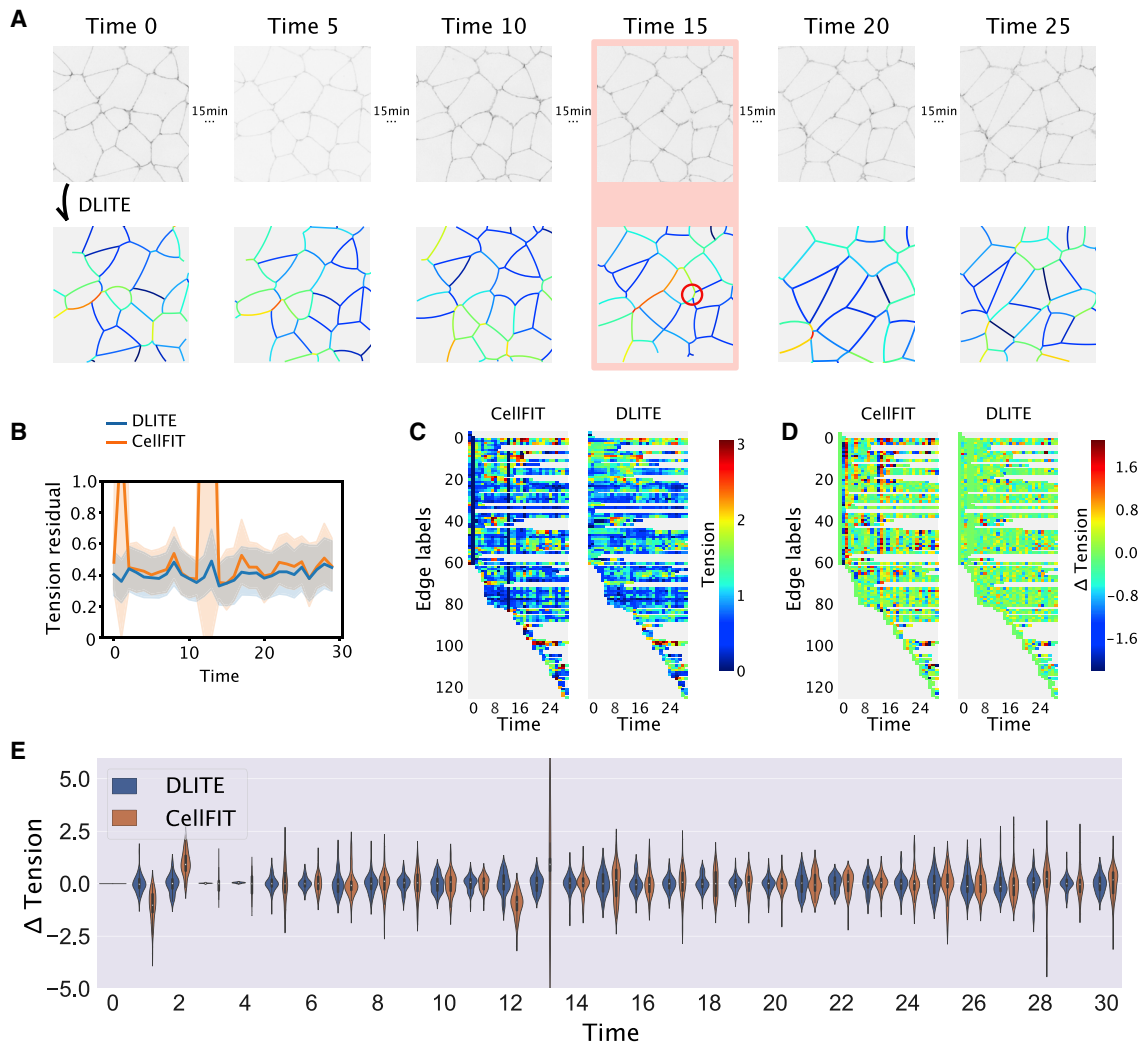 A
Time 0
Time 5
Time 10
Time 15
Time 20
Time 25
15min
...
15min
...
15min
...
15min
...
15min
...
DLITE
B
DLITE
CellFIT
Tension residual
1.0
0.8
0.6
0.4
0.2
0
0
10
20
30
Time
C
CellFIT
DLITE
Edge labels
0
20
40
60
80
100
120
0
8
16
24
Time
0
8
16
24
Time
3
2
1
0
Tension
D
CellFIT
DLITE
Edge labels
0
20
40
60
80
100
120
0
8
16
24
Time
0
8
16
24
Time
1.6
0.8
0.0
−0.8
−1.6
Δ Tension
E
DLITE
CellFIT
Δ Tension
5.0
2.5
0.0
−2.5
−5.0
0
2
4
6
8
10
12
14
16
18
20
22
24
26
28
30
Time